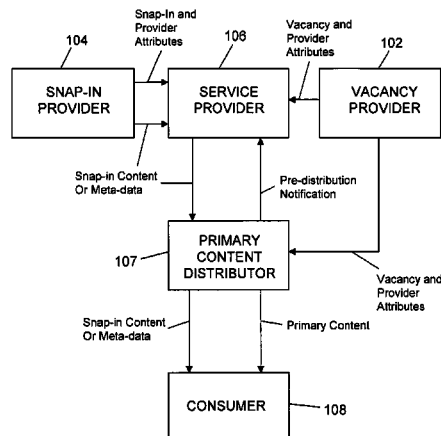 Snap-In and
Provider
Attributes
Vacancy and
Provider
Attributes
104
106
102
SNAP-IN
PROVIDER
SERVICE
PROVIDER
VACANCY
PROVIDER
Snap-in Content
Or Meta-data
Pre-distribution
Notification
107
PRIMARY
CONTENT
DISTRIBUTOR
Vacancy and
Provider
Attributes
Snap-in Content
Or Meta-data
Primary Content
CONSUMER
108